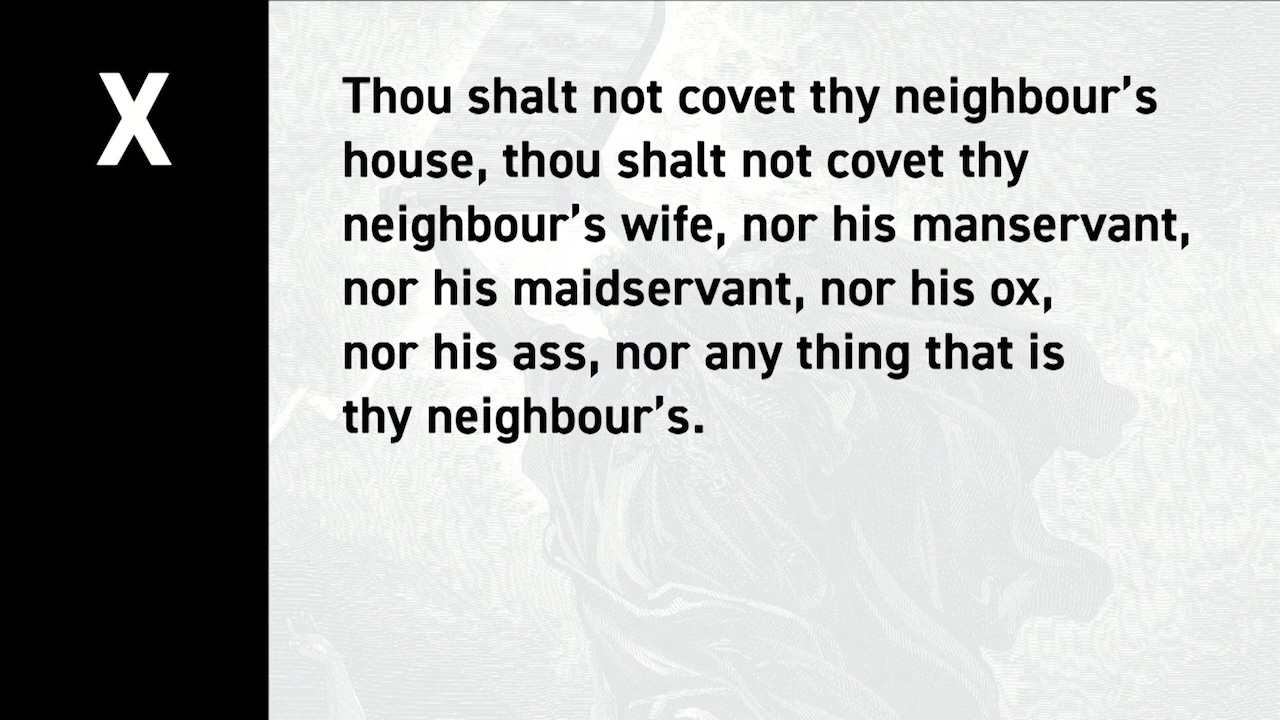 X
Thou shalt not covet thy neighbour’s
house, thou shalt not covet thy
neighbour’s wife, nor his manservant,
nor his maidservant, nor his ox,
nor his ass, nor any thing that is
thy neighbour’s.